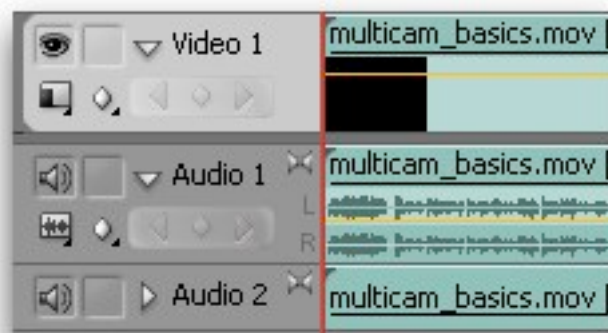 Video 1
multicam_basics.mov [
Audio 1
multicam_basics.mov [
L
R
Audio 2
multicam_basics.mov [